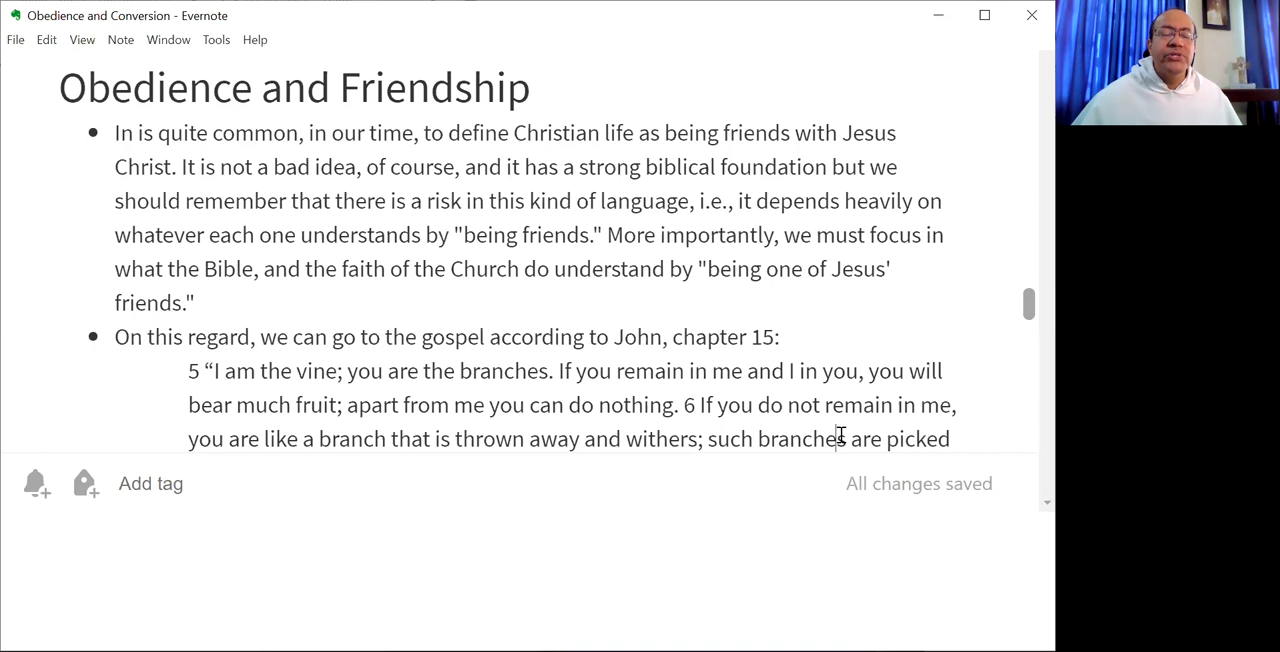 Obedience and Conversion - Evernote
File Edit View Note Window Tools Help
Obedience and Friendship
• In is quite common, in our time, to define Christian life as being friends with Jesus
Christ. It is not a bad idea, of course, and it has a strong biblical foundation but we
should remember that there is a risk in this kind of language, i.e., it depends heavily on
whatever each one understands by "being friends." More importantly, we must focus in
what the Bible, and the faith of the Church do understand by "being one of Jesus'
friends."
• On this regard, we can go to the gospel according to John, chapter 15:
5 “I am the vine; you are the branches. If you remain in me and I in you, you will
bear much fruit; apart from me you can do nothing. 6 If you do not remain in me,
you are like a branch that is thrown away and withers; such branches are picked
Add tag
All changes saved